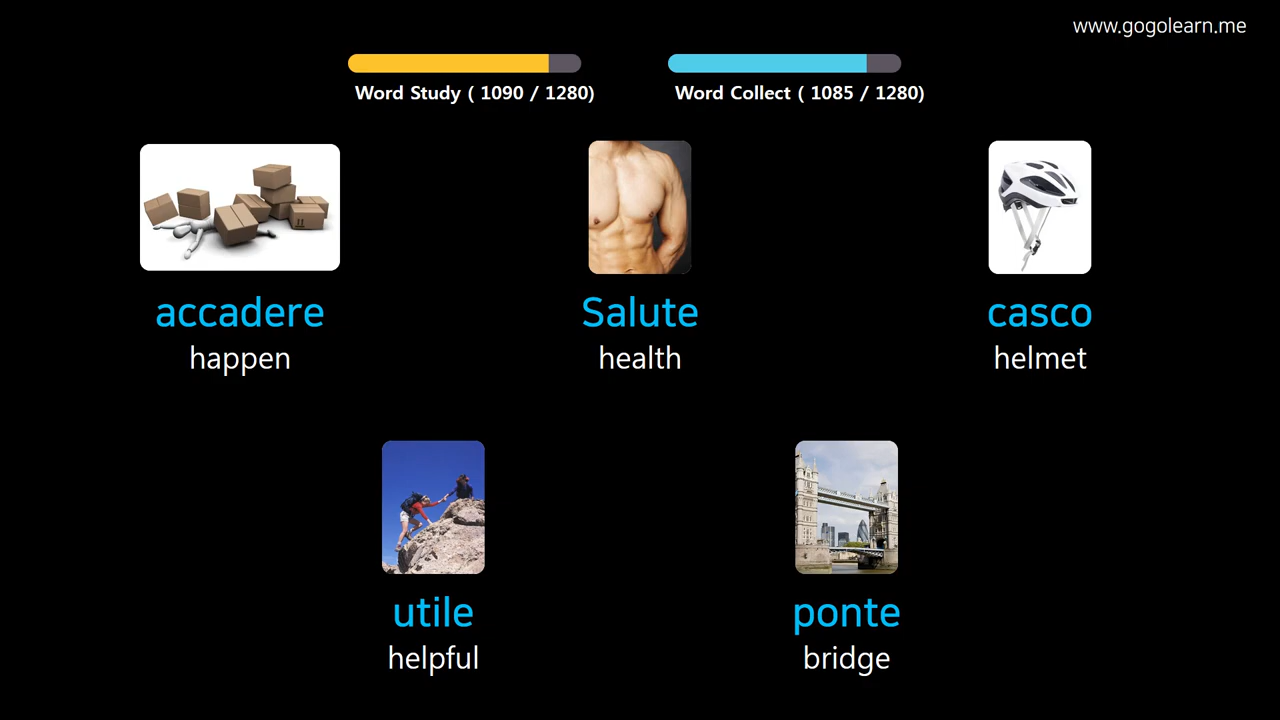 www.gogolearn.me
Word Study ( 1090 / 1280)
Word Collect ( 1085 / 1280)
accadere
happen
Salute
health
casco
helmet
utile
helpful
ponte
bridge